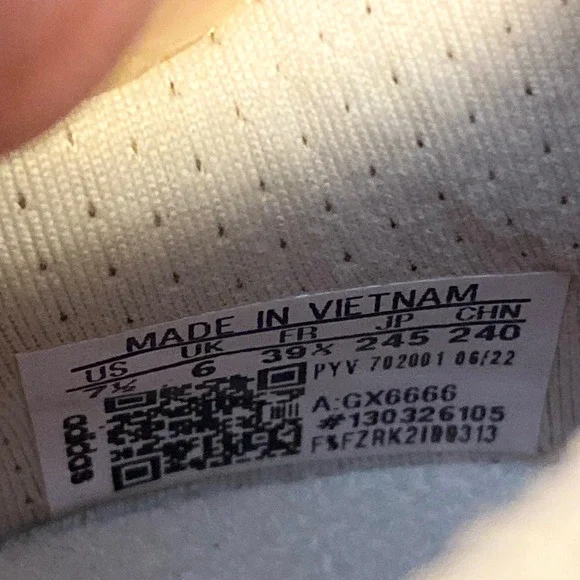 MADE IN VIETNAM
US UK FR JP CHN
7½ 6 39⅓ 245 240
PYV 702001 06/22
A:GX6666
#130326105
adidas